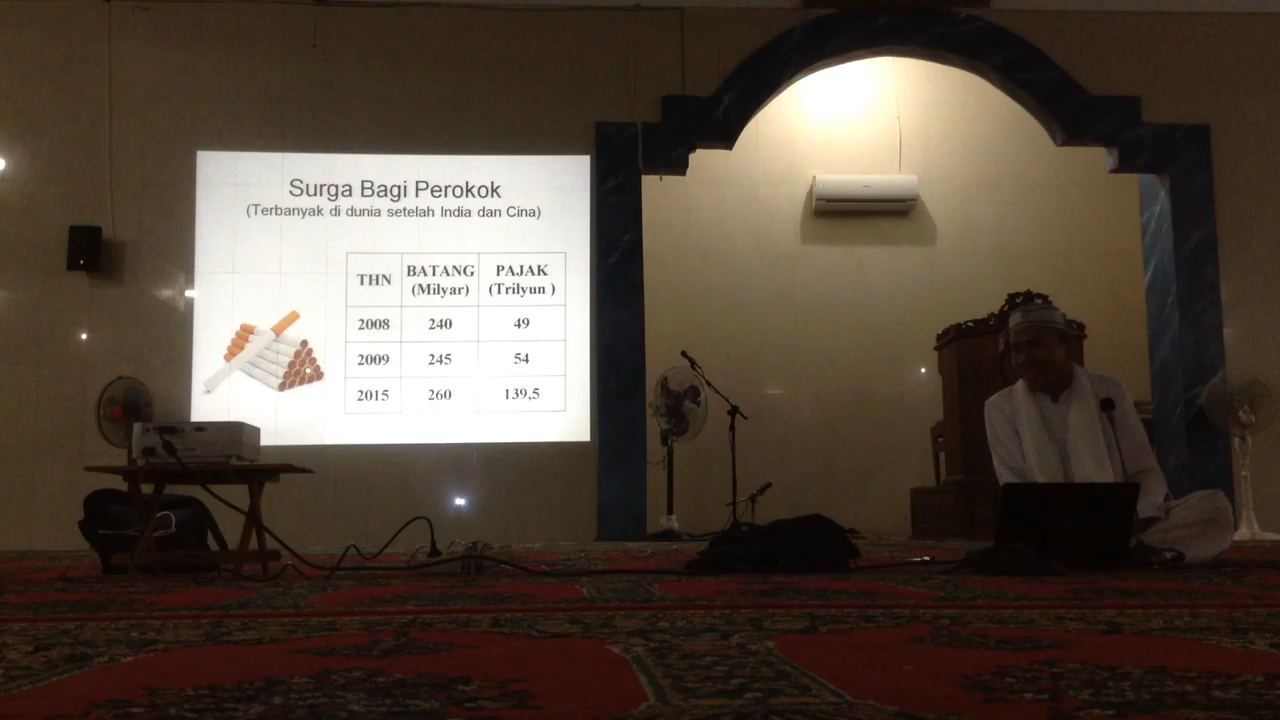 Surga Bagi Perokok
(Terbanyak di dunia setelah India dan Cina)
THN BATANG (Milyar) PAJAK (Trilyun )
2008 240 49
2009 245 54
2015 260 139,5